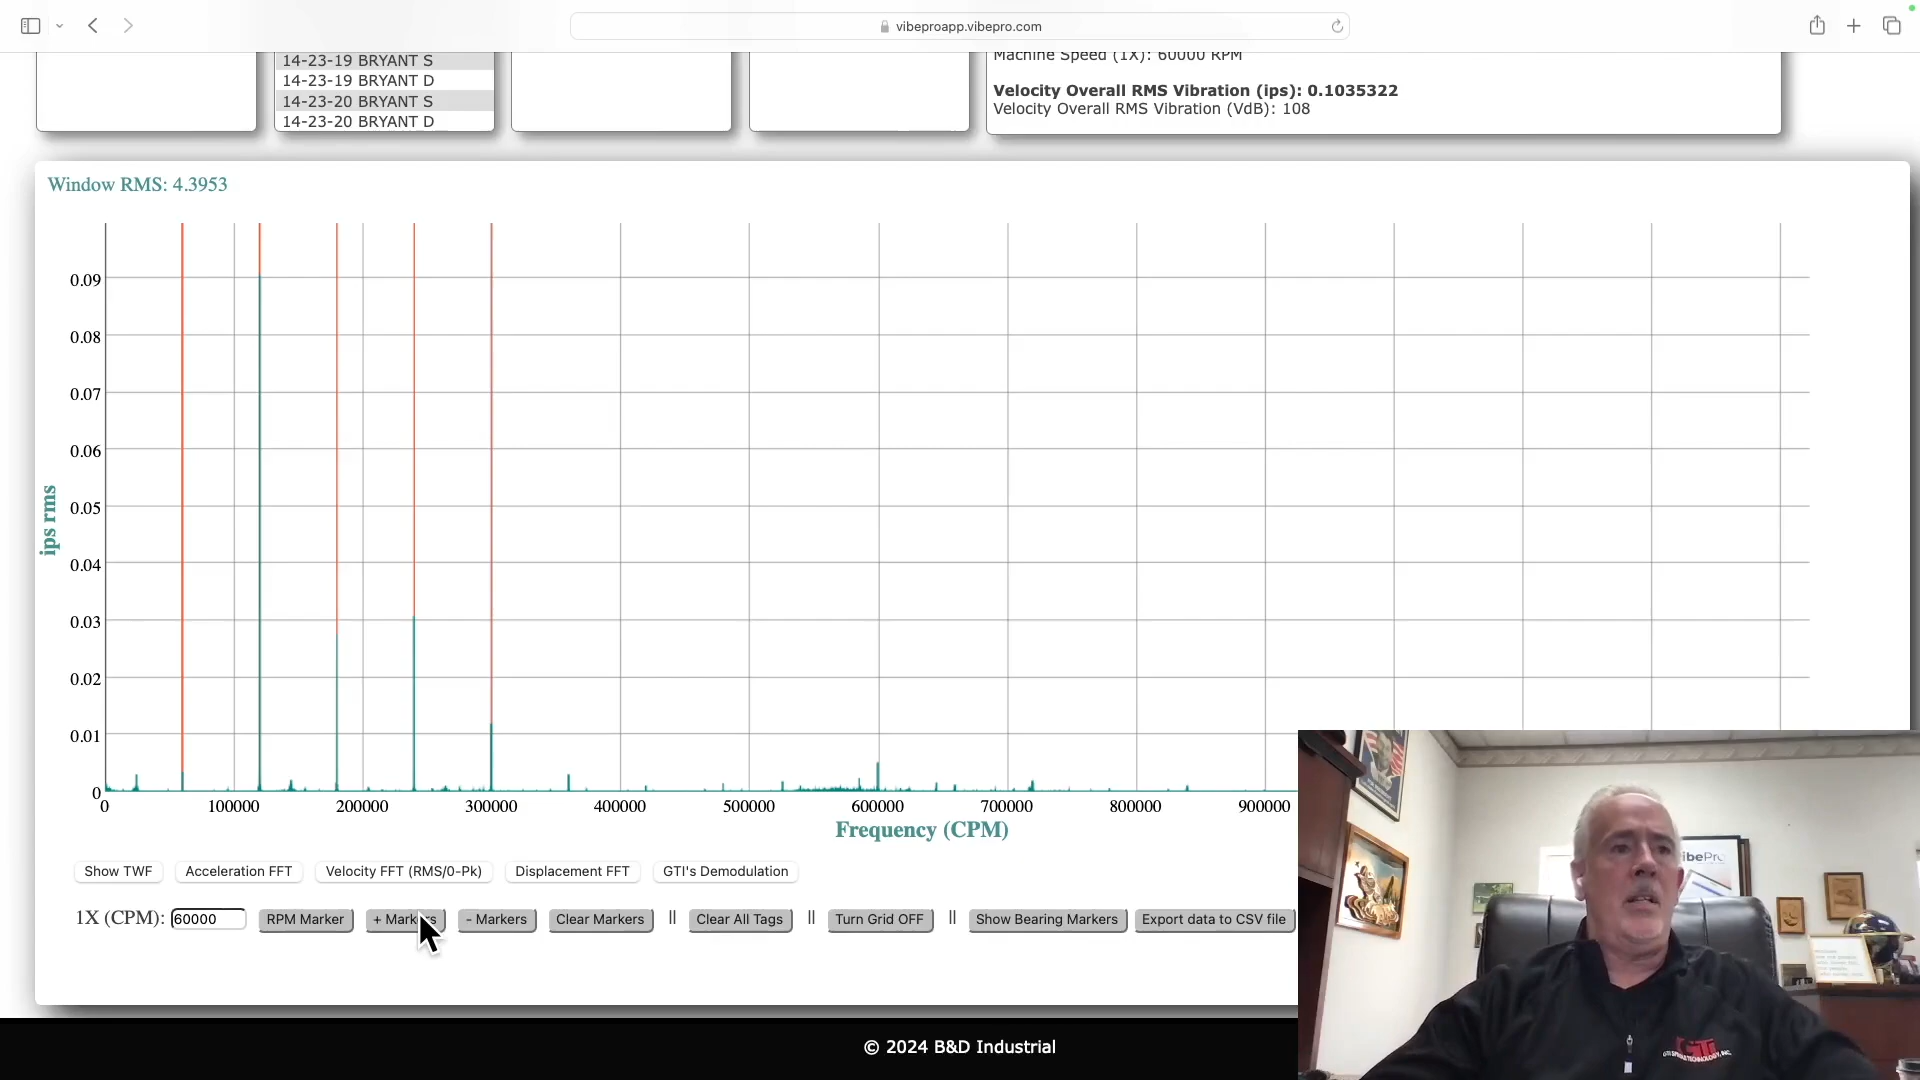 vibeproapp.vibepro.com
14-23-19 BRYANT S
14-23-19 BRYANT D
14-23-20 BRYANT S
14-23-20 BRYANT D
Machine Speed (1X): 60000 RPM
Velocity Overall RMS Vibration (ips): 0.1035322
Velocity Overall RMS Vibration (VdB): 108
Window RMS: 4.3953
0.09
0.08
0.07
0.06
0.05
0.04
0.03
0.02
0.01
0
ips rms
0 100000 200000 300000 400000 500000 600000 700000 800000 900000
Frequency (CPM)
Show TWF Acceleration FFT Velocity FFT (RMS/0-Pk) Displacement FFT GTI's Demodulation
1X (CPM): 60000 RPM Marker + Markers - Markers Clear Markers || Clear All Tags || Turn Grid OFF || Show Bearing Markers Export data to CSV file
© 2024 B&D Industrial
ibePro
GTI